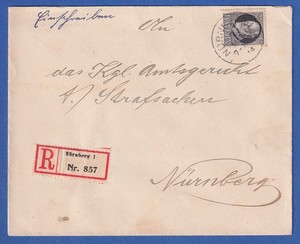 Einschreiben
An
das Kgl. Amtsgericht
f. Strafsachen
R
Nürnberg 1
Nr. 857
Nürnberg.